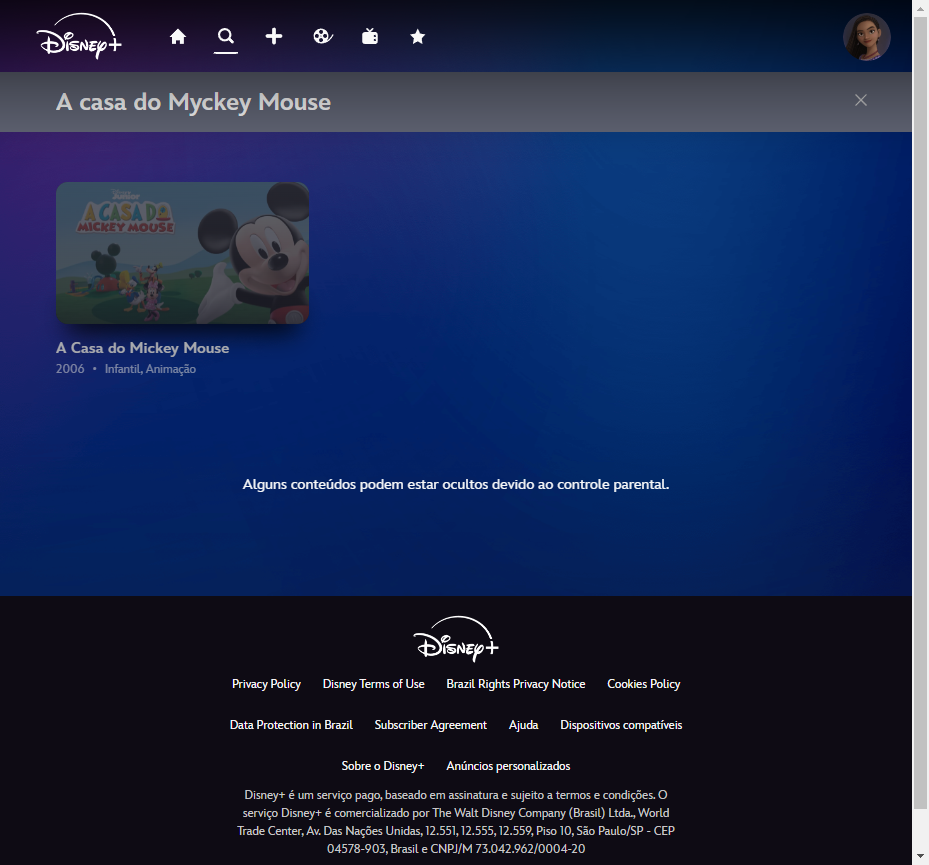 Disney+
A casa do Myckey Mouse
Disney Junior
A CASA DO
MICKEY MOUSE
A Casa do Mickey Mouse
2006 • Infantil, Animação
Alguns conteúdos podem estar ocultos devido ao controle parental.
Disney+
Privacy Policy Disney Terms of Use Brazil Rights Privacy Notice Cookies Policy
Data Protection in Brazil Subscriber Agreement Ajuda Dispositivos compatíveis
Sobre o Disney+ Anúncios personalizados
Disney+ é um serviço pago, baseado em assinatura e sujeito a termos e condições. O
serviço Disney+ é comercializado por The Walt Disney Company (Brasil) Ltda., World
Trade Center, Av. Das Nações Unidas, 12.551, 12.555, 12.559, Piso 10, São Paulo/SP - CEP
04578-903, Brasil e CNPJ/M 73.042.962/0004-20